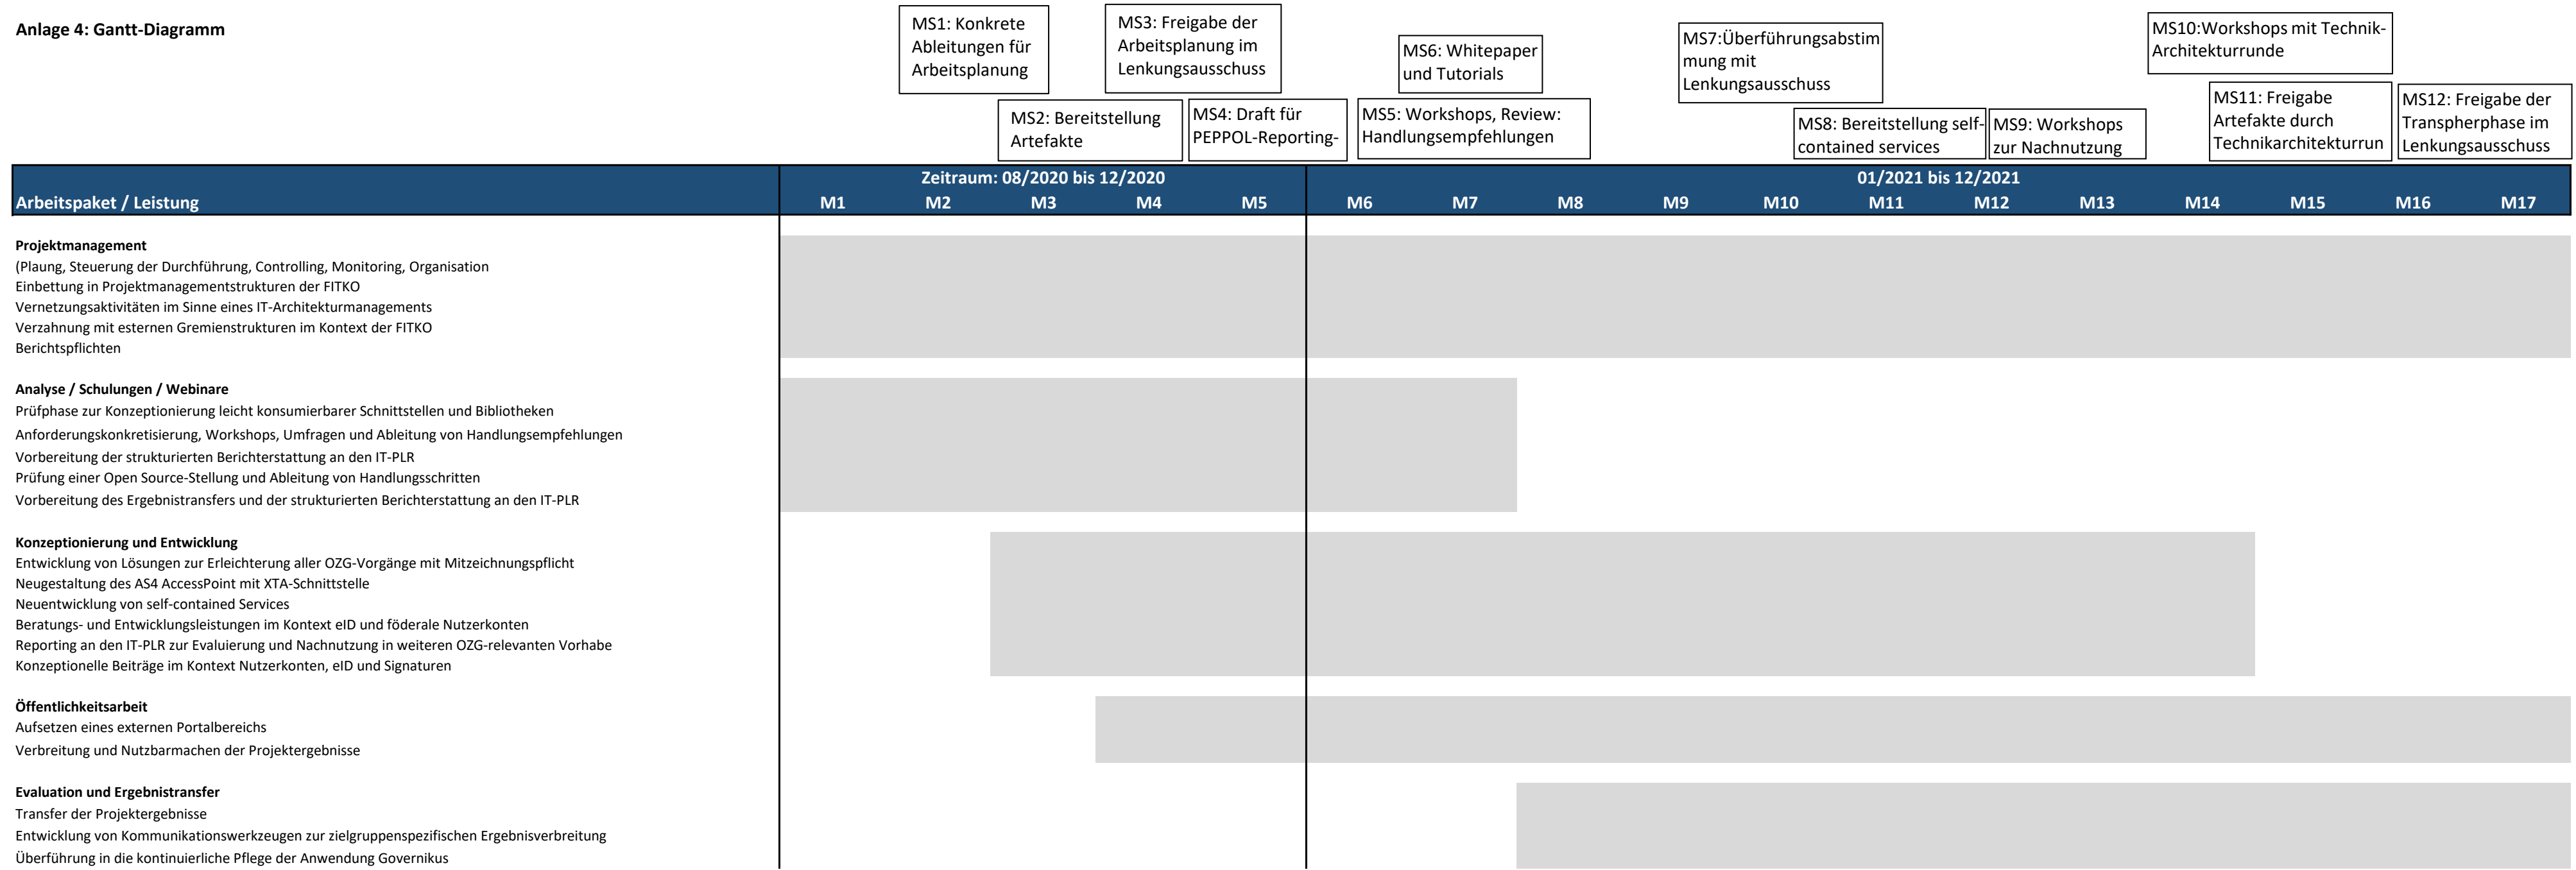 Anlage 4: Gantt-Diagramm
MS1: Konkrete
Ableitungen für
Arbeitsplanung
MS2: Bereitstellung
Artefakte
MS3: Freigabe der
Arbeitsplanung im
Lenkungsausschuss
MS4: Draft für
PEPPOL-Reporting-
MS6: Whitepaper
und Tutorials
MS5: Workshops, Review:
Handlungsempfehlungen
MS7:Überführungsabstim
mung mit
Lenkungsausschuss
MS8: Bereitstellung self-
contained services
MS9: Workshops
zur Nachnutzung
MS10:Workshops mit Technik-
Architekturrunde
MS11: Freigabe
Artefakte durch
Technikarchitekturrun
MS12: Freigabe der
Transpherphase im
Lenkungsausschuss
Zeitraum: 08/2020 bis 12/2020 01/2021 bis 12/2021
Arbeitspaket / Leistung M1 M2 M3 M4 M5 M6 M7 M8 M9 M10 M11 M12 M13 M14 M15 M16 M17
Projektmanagement
(Plaung, Steuerung der Durchführung, Controlling, Monitoring, Organisation
Einbettung in Projektmanagementstrukturen der FITKO
Vernetzungsaktivitäten im Sinne eines IT-Architekturmanagements
Verzahnung mit esternen Gremienstrukturen im Kontext der FITKO
Berichtspflichten
Analyse / Schulungen / Webinare
Prüfphase zur Konzeptionierung leicht konsumierbarer Schnittstellen und Bibliotheken
Anforderungskonkretisierung, Workshops, Umfragen und Ableitung von Handlungsempfehlungen
Vorbereitung der strukturierten Berichterstattung an den IT-PLR
Prüfung einer Open Source-Stellung und Ableitung von Handlungsschritten
Vorbereitung des Ergebnistransfers und der strukturierten Berichterstattung an den IT-PLR
Konzeptionierung und Entwicklung
Entwicklung von Lösungen zur Erleichterung aller OZG-Vorgänge mit Mitzeichnungspflicht
Neugestaltung des AS4 AccessPoint mit XTA-Schnittstelle
Neuentwicklung von self-contained Services
Beratungs- und Entwicklungsleistungen im Kontext eID und föderale Nutzerkonten
Reporting an den IT-PLR zur Evaluierung und Nachnutzung in weiteren OZG-relevanten Vorhabe
Konzeptionelle Beiträge im Kontext Nutzerkonten, eID und Signaturen
Öffentlichkeitsarbeit
Aufsetzen eines externen Portalbereichs
Verbreitung und Nutzbarmachen der Projektergebnisse
Evaluation und Ergebnistransfer
Transfer der Projektergebnisse
Entwicklung von Kommunikationswerkzeugen zur zielgruppenspezifischen Ergebnisverbreitung
Überführung in die kontinuierliche Pflege der Anwendung Governikus